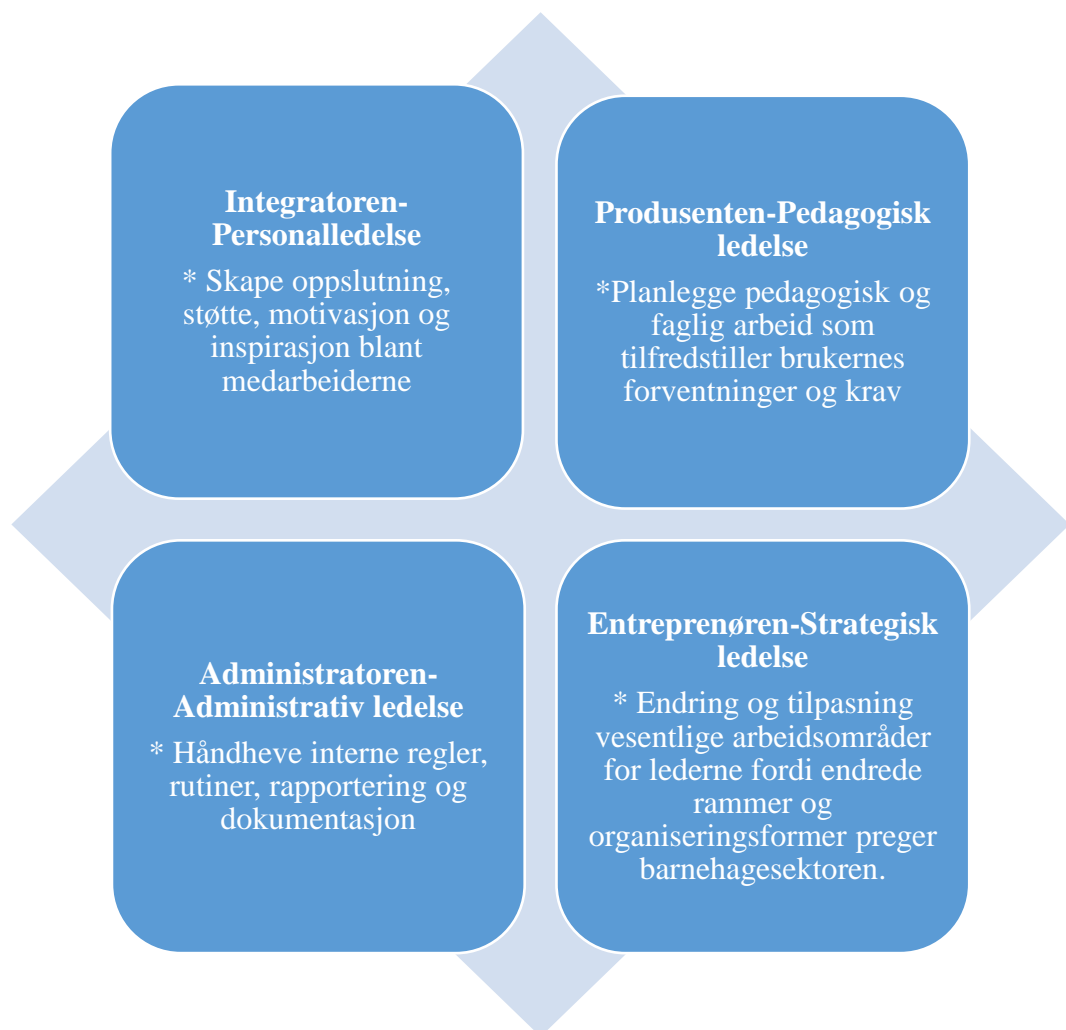 Integratoren-
Personalledelse
* Skape oppslutning,
støtte, motivasjon og
inspirasjon blant
medarbeiderne
Produsenten-Pedagogisk
ledelse
*Planlegge pedagogisk og
faglig arbeid som
tilfredstiller brukernes
forventninger og krav
Administratoren-
Administrativ ledelse
* Håndheve interne regler,
rutiner, rapportering og
dokumentasjon
Entreprenøren-Strategisk
ledelse
* Endring og tilpasning
vesentlige arbeidsområder
for lederne fordi endrede
rammer og
organiseringsformer preger
barnehagesektoren.